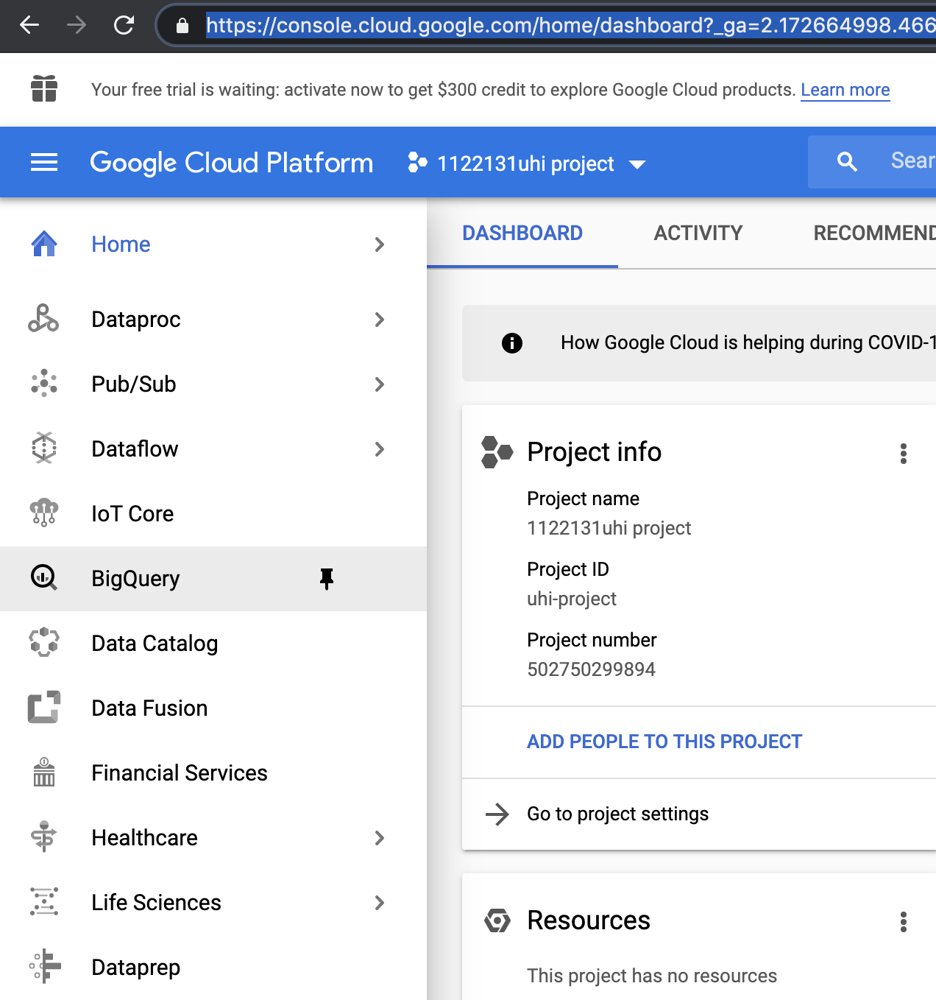 https://console.cloud.google.com/home/dashboard?_ga=2.172664998.466
Your free trial is waiting: activate now to get $300 credit to explore Google Cloud products. Learn more
Google Cloud Platform
1122131uhi project
Sear
Home
Dataproc
Pub/Sub
Dataflow
IoT Core
BigQuery
Data Catalog
Data Fusion
Financial Services
Healthcare
Life Sciences
Dataprep
DASHBOARD
ACTIVITY
RECOMMEND
How Google Cloud is helping during COVID-1
Project info
Project name
1122131uhi project
Project ID
uhi-project
Project number
502750299894
ADD PEOPLE TO THIS PROJECT
Go to project settings
Resources
This project has no resources